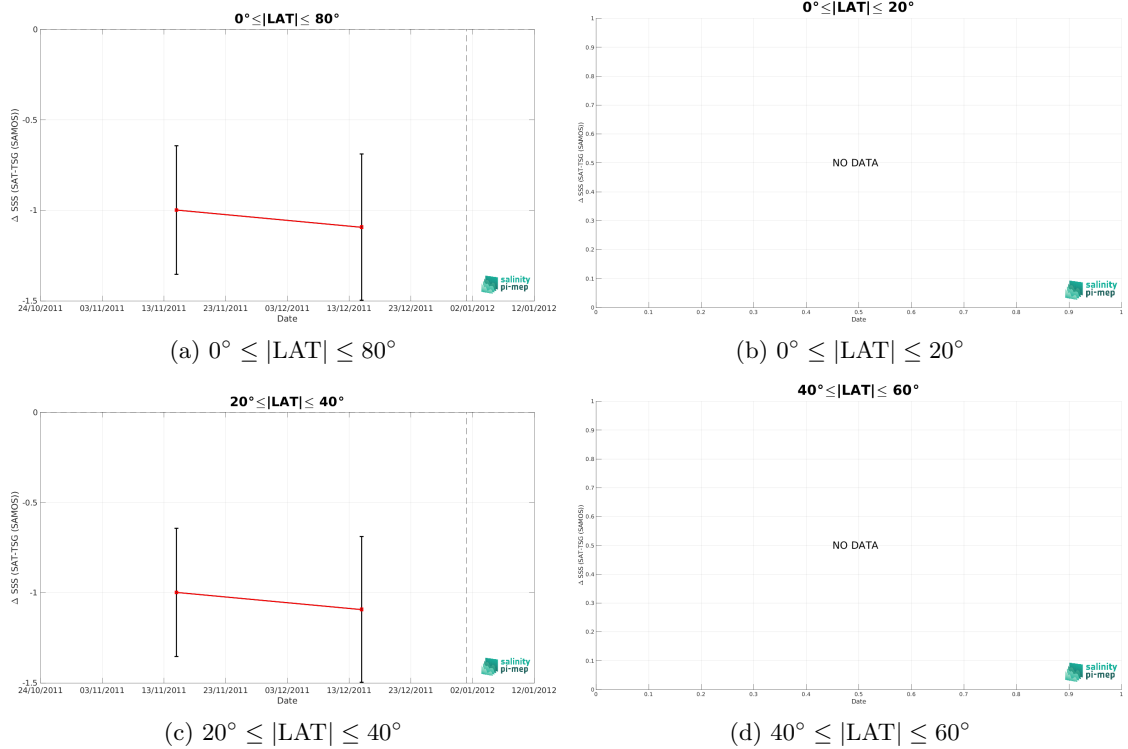 0°≤|LAT|≤ 80°
0
-0.5
-1
-1.5
Δ SSS (SAT-TSG (SAMOS))
24/10/2011 03/11/2011 13/11/2011 23/11/2011 03/12/2011 13/12/2011 23/12/2011 02/01/2012 12/01/2012
Date
salinity
pi-mep
(a) 0° ≤ |LAT| ≤ 80°
0°≤|LAT|≤ 20°
1
0.9
0.8
0.7
0.6
0.5
0.4
0.3
0.2
0.1
0
Δ SSS (SAT-TSG (SAMOS))
NO DATA
0 0.1 0.2 0.3 0.4 0.5 0.6 0.7 0.8 0.9 1
Date
salinity
pi-mep
(b) 0° ≤ |LAT| ≤ 20°
20°≤|LAT|≤ 40°
0
-0.5
-1
-1.5
Δ SSS (SAT-TSG (SAMOS))
24/10/2011 03/11/2011 13/11/2011 23/11/2011 03/12/2011 13/12/2011 23/12/2011 02/01/2012 12/01/2012
Date
salinity
pi-mep
(c) 20° ≤ |LAT| ≤ 40°
40°≤|LAT|≤ 60°
1
0.9
0.8
0.7
0.6
0.5
0.4
0.3
0.2
0.1
0
Δ SSS (SAT-TSG (SAMOS))
NO DATA
0 0.1 0.2 0.3 0.4 0.5 0.6 0.7 0.8 0.9 1
Date
salinity
pi-mep
(d) 40° ≤ |LAT| ≤ 60°